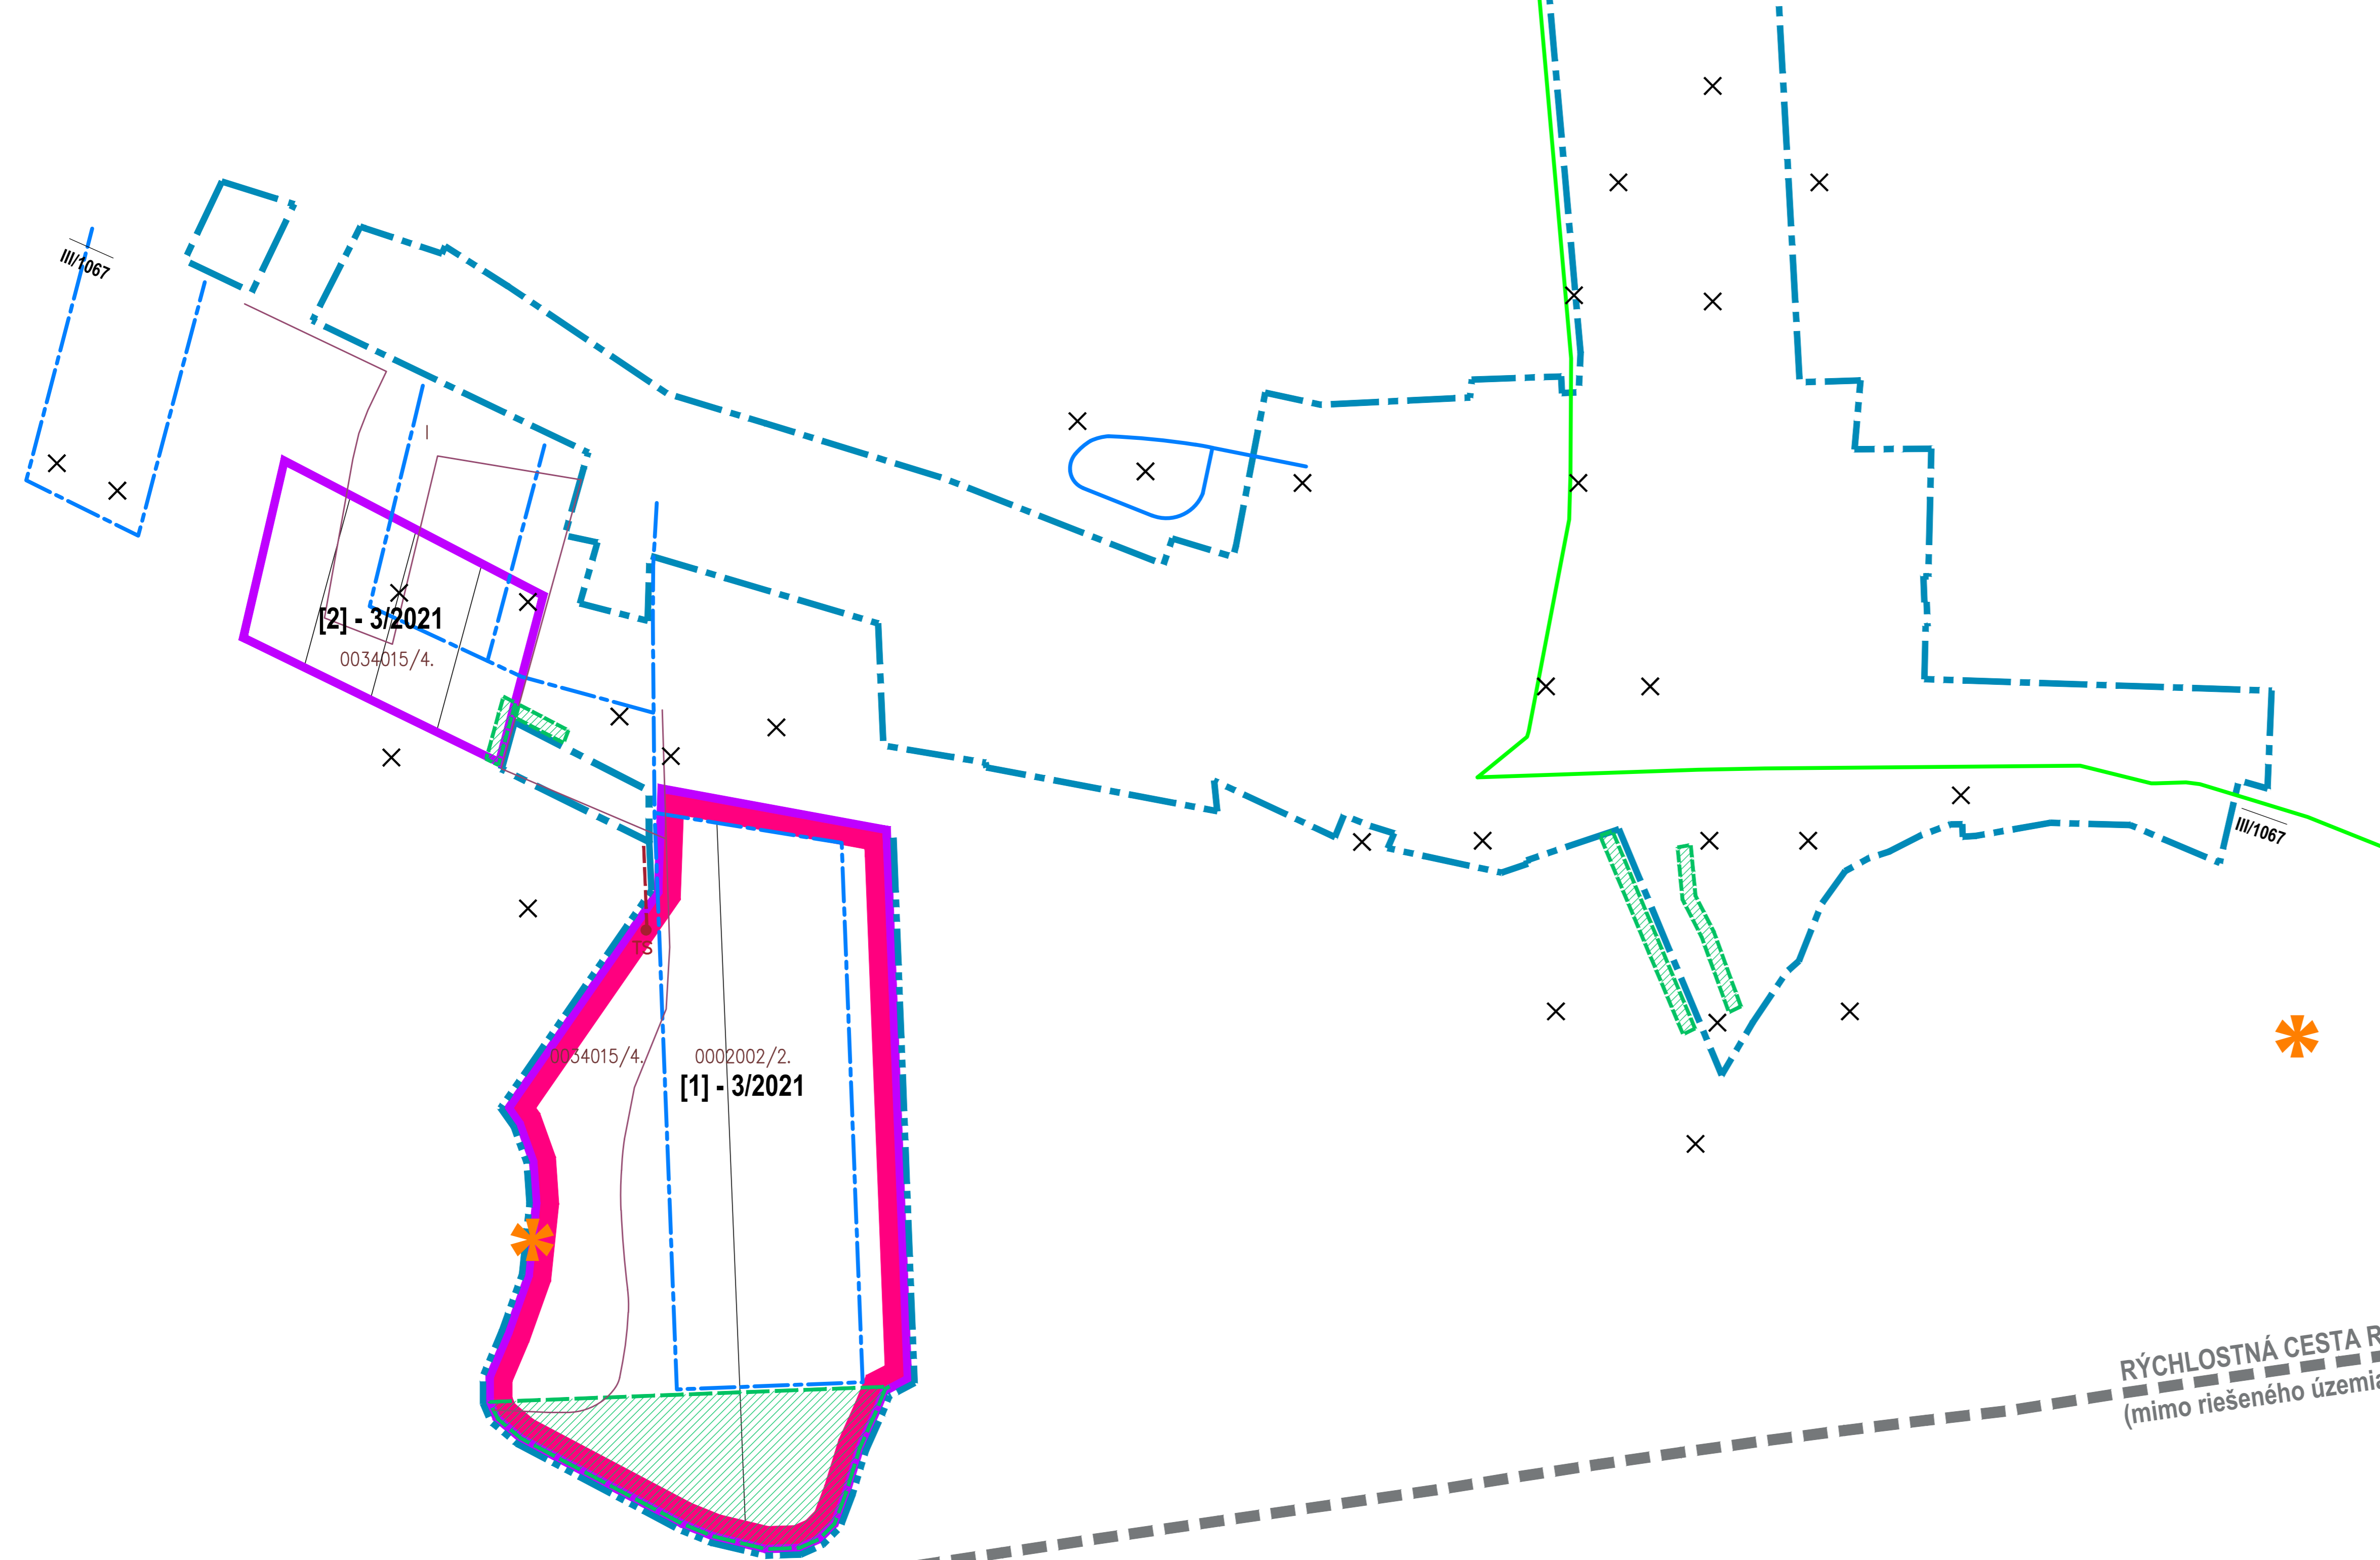 III/1067
[2] - 3/2021
0034015/4.
III/1067
TS
0034015/4.
0002002/2.
[1] - 3/2021
RÝCHLOSTNÁ CESTA R
(mimo riešeného územia